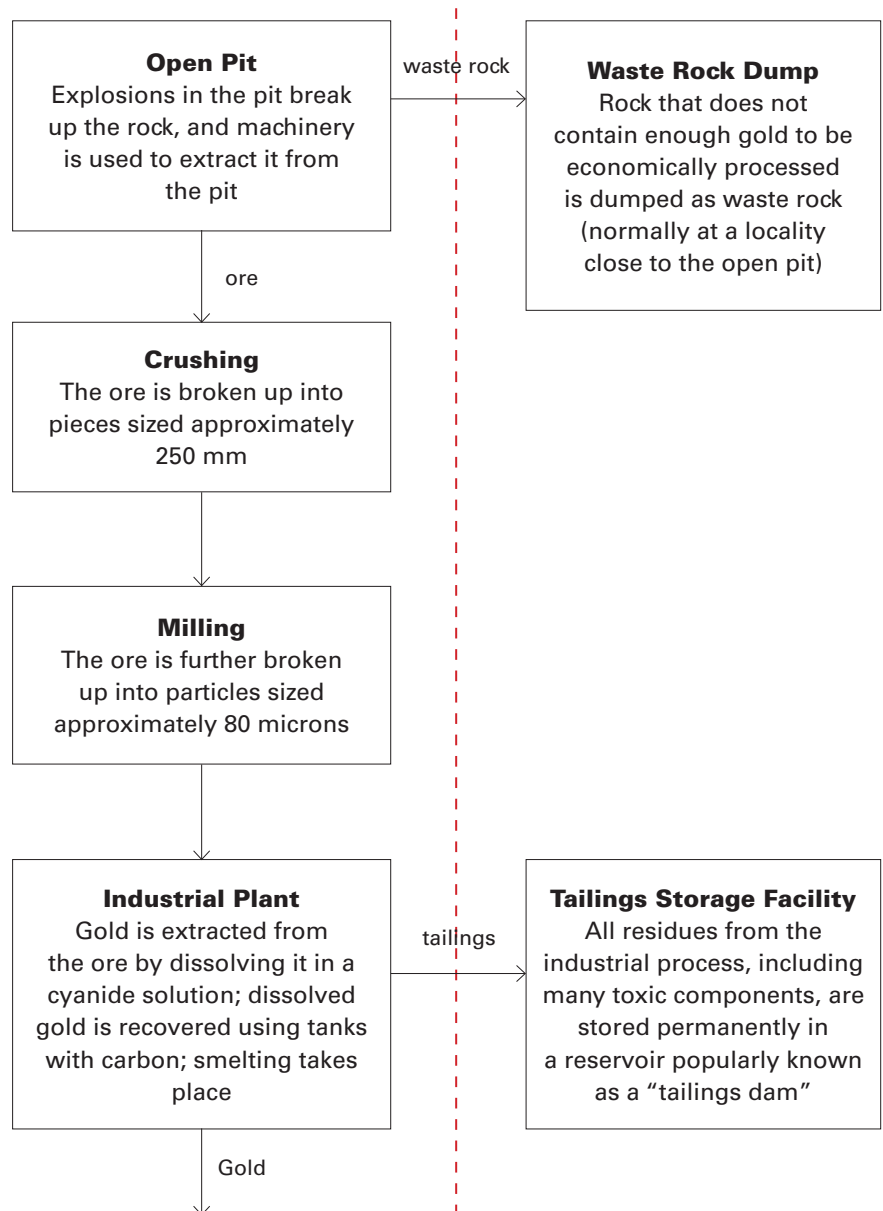 Open Pit
Explosions in the pit break
up the rock, and machinery
is used to extract it from
the pit
waste rock
Waste Rock Dump
Rock that does not
contain enough gold to be
economically processed
is dumped as waste rock
(normally at a locality
close to the open pit)
ore
Crushing
The ore is broken up into
pieces sized approximately
250 mm
Milling
The ore is further broken
up into particles sized
approximately 80 microns
Industrial Plant
Gold is extracted from
the ore by dissolving it in a
cyanide solution; dissolved
gold is recovered using tanks
with carbon; smelting takes
place
tailings
Tailings Storage Facility
All residues from the
industrial process, including
many toxic components, are
stored permanently in
a reservoir popularly known
as a “tailings dam”
Gold